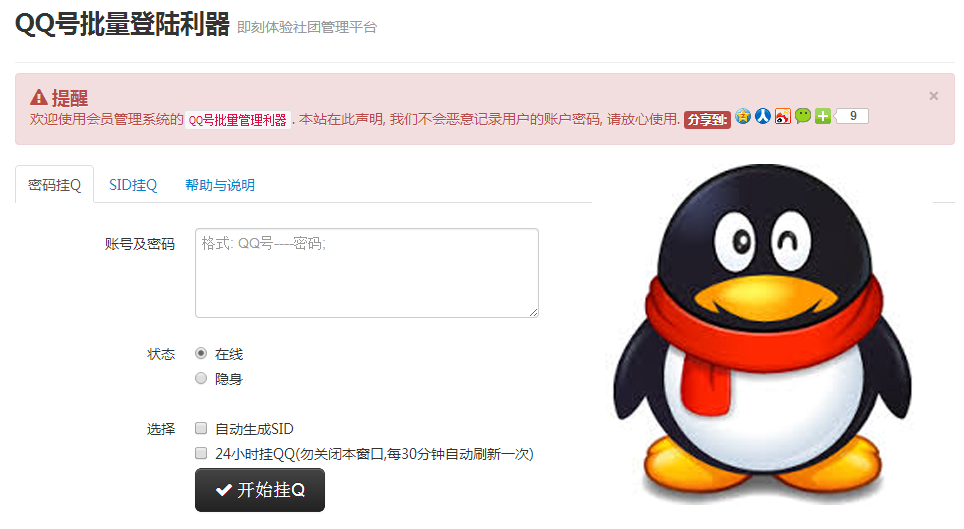 QQ号批量登陆利器 即刻体验社团管理平台
提醒
×
欢迎使用会员管理系统的 QQ号批量管理利器 . 本站在此声明, 我们不会恶意记录用户的账户密码, 请放心使用. 分享到: 9
密码挂Q SID挂Q 帮助与说明
账号及密码 格式: QQ号----密码;
状态 在线
隐身
选择 自动生成SID
24小时挂QQ(勿关闭本窗口,每30分钟自动刷新一次)
开始挂Q